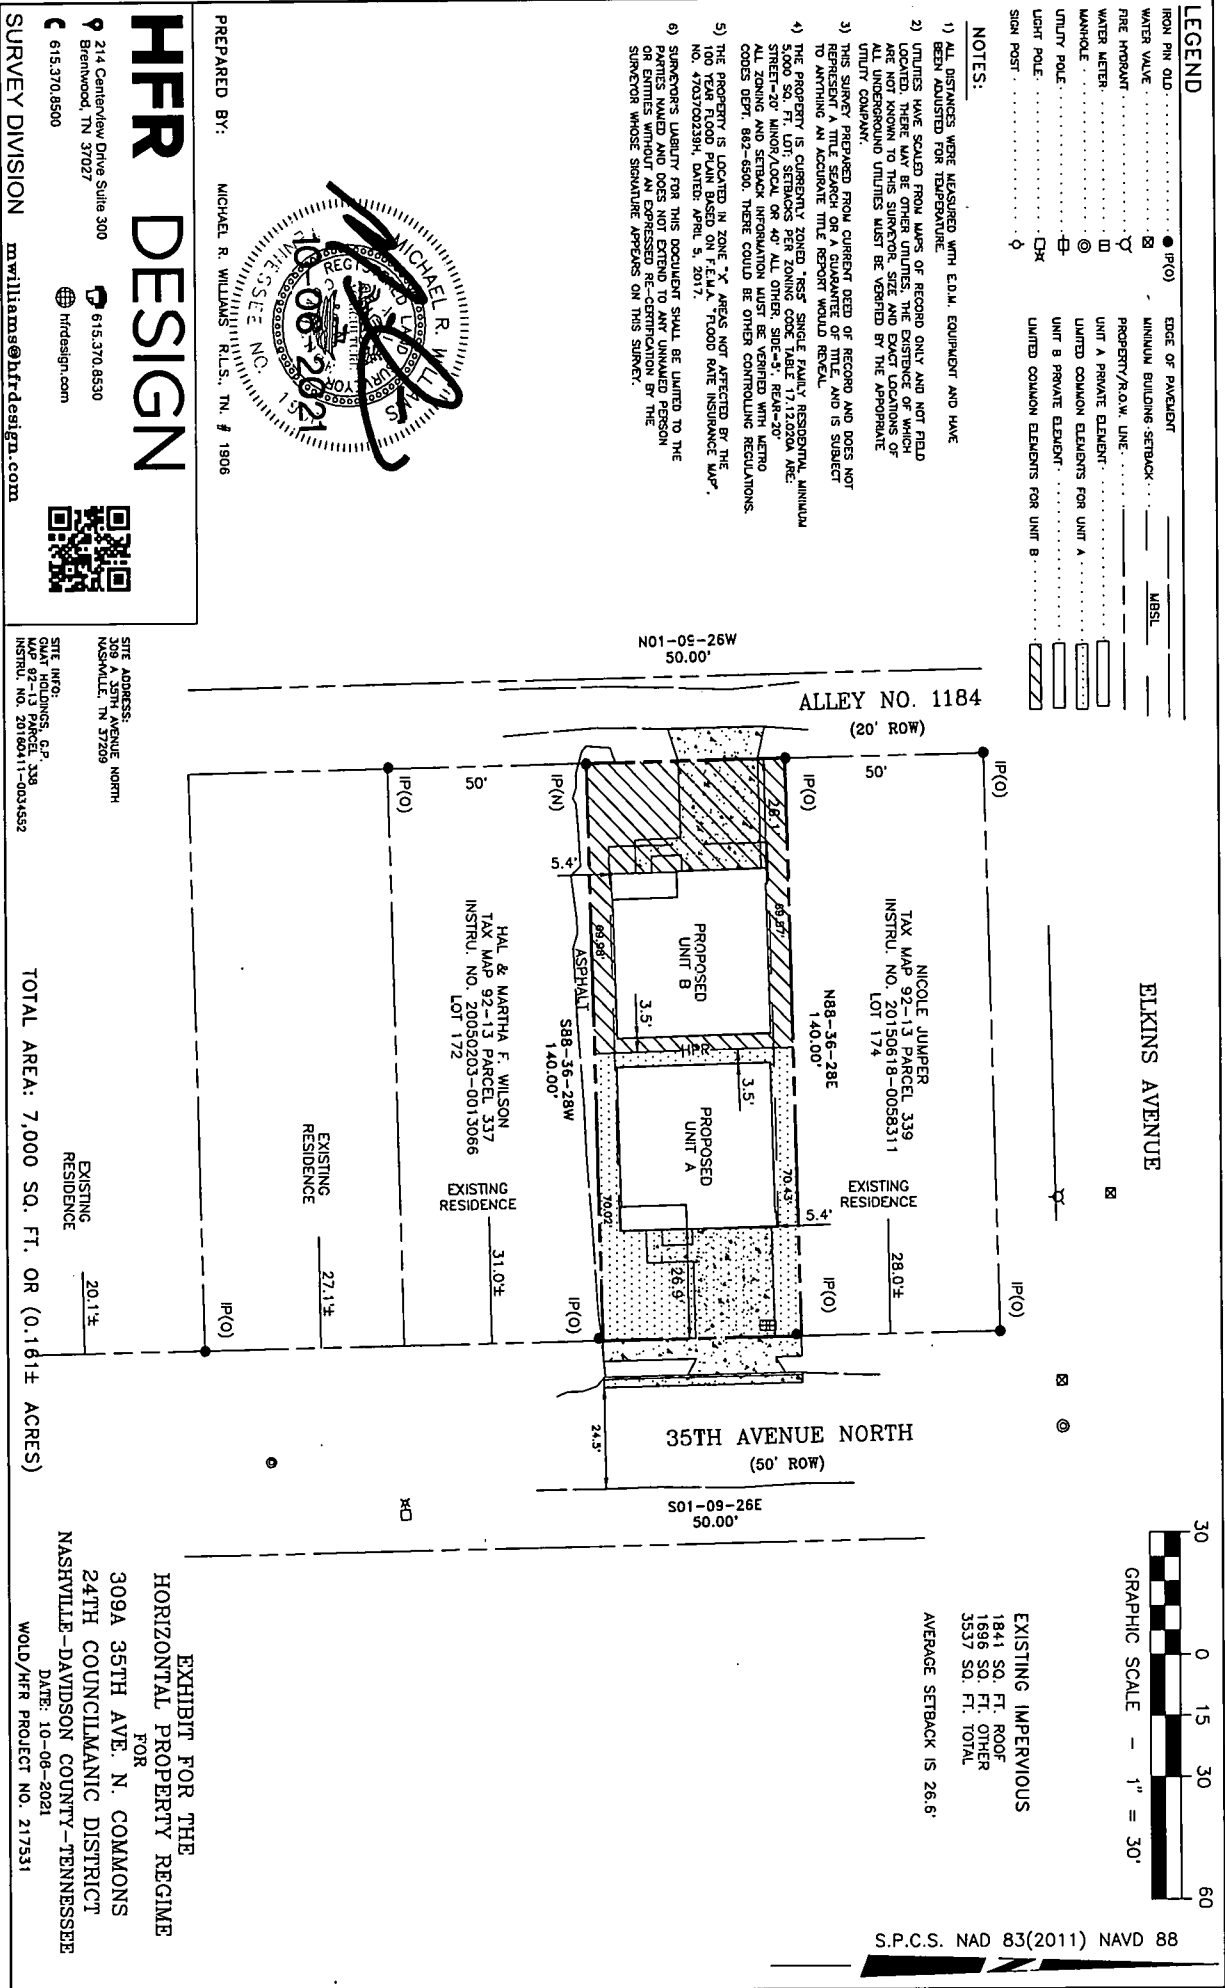 LEGEND
IRON PIN OLD IP(O)
WATER VALVE
FIRE HYDRANT
WATER METER
MANHOLE
UTILITY POLE
LIGHT POLE
SIGN POST
EDGE OF PAVEMENT
MINIMUN BUILDING SETBACK MBSL
PROPERTY/R.O.W. LINE
UNIT A PRIVATE ELEMENT
LIMITED COMMON ELEMENTS FOR UNIT A
UNIT B PRIVATE ELEMENT
LIMITED COMMON ELEMENTS FOR UNIT B
NOTES:
1) ALL DISTANCES WERE MEASURED WITH E.D.M. EQUIPMENT AND HAVE
BEEN ADJUSTED FOR TEMPERATURE.
2) UTILITIES HAVE SCALED FROM MAPS OF RECORD ONLY AND NOT FIELD
LOCATED. THERE MAY BE OTHER UTILITIES, THE EXISTENCE OF WHICH
ARE NOT KNOWN TO THIS SURVEYOR. SIZE AND EXACT LOCATIONS OF
ALL UNDERGROUND UTILITIES MUST BE VERIFIED BY THE APPROPRIATE
UTILITY COMPANY.
3) THIS SURVEY PREPARED FROM CURRENT DEED OF RECORD AND DOES NOT
REPRESENT A TITLE SEARCH OR A GUARANTEE OF TITLE, AND IS SUBJECT
TO ANYTHING AN ACCURATE TITLE REPORT WOULD REVEAL.
4) THE PROPERTY IS CURRENTLY ZONED "RS5" SINGLE FAMILY RESIDENTIAL MINIMUM
5,000 SQ. FT. LOT; SETBACKS PER ZONING CODE TABLE 17.12.020A ARE:
STREET=20' MINOR/LOCAL OR 40' ALL OTHER, SIDE=5', REAR=20'
ALL ZONING AND SETBACK INFORMATION MUST BE VERIFIED WITH METRO
CODES DEPT. 862-6500. THERE COULD BE OTHER CONTROLLING REGULATIONS.
5) THE PROPERTY IS LOCATED IN ZONE "X" AREAS NOT AFFECTED BY THE
100 YEAR FLOOD PLAIN BASED ON F.E.M.A. "FLOOD RATE INSURANCE MAP",
NO. 47037C0239H, DATED: APRIL 5, 2017.
6) SURVEYOR'S LIABILITY FOR THIS DOCUMENT SHALL BE LIMITED TO THE
PARTIES NAMED AND DOES NOT EXTEND TO ANY UNNAMED PERSON
OR ENTITIES WITHOUT AN EXPRESSED RE-CERTIFICATION BY THE
SURVEYOR WHOSE SIGNATURE APPEARS ON THIS SURVEY.
MICHAEL R. WILLIAMS
10-06-2021
TENNESSEE NO.
PREPARED BY: MICHAEL R. WILLIAMS R.L.S., TN. # 1906
HFR DESIGN
214 Centerview Drive Suite 300
Brentwood, TN 37027
615.370.8500
615.370.8530
hfrdesign.com
SURVEY DIVISION mwilliams@hfrdesign.com
SITE ADDRESS:
309 A 35TH AVENUE NORTH
NASHVILLE, TN 37209
SITE INFO:
GMAT HOLDINGS, G.P.
MAP 92-13 PARCEL 338
INSTRU. NO. 20180411-0034552
TOTAL AREA: 7,000 SQ. FT. OR (0.161± ACRES)
N01-09-26W
50.00'
ALLEY NO. 1184
(20' ROW)
IP(O)
50'
IP(O)
IP(N)
50'
IP(O)
ELKINS AVENUE
NICOLE JUMPER
TAX MAP 92-13 PARCEL 339
INSTRU. NO. 20150618-0058311
LOT 174
N88-36-28E
140.00'
26.1
69.57'
5.4'
PROPOSED
UNIT B
69.98'
3.5'
HPR
3.5'
PROPOSED
UNIT A
70.43'
70.02'
5.4'
26.9'
ASPHALT
S88-36-28W
140.00'
HAL & MARTHA F. WILSON
TAX MAP 92-13 PARCEL 337
INSTRU. NO. 20050203-0013066
LOT 172
EXISTING
RESIDENCE
28.0'±
EXISTING
RESIDENCE
31.0'±
EXISTING
RESIDENCE
27.1'±
EXISTING
RESIDENCE
20.1'±
IP(O)
IP(O)
IP(O)
IP(O)
24.5'
35TH AVENUE NORTH
(50' ROW)
S01-09-26E
50.00'
30 0 15 30 60
GRAPHIC SCALE - 1" = 30'
S.P.C.S. NAD 83(2011) NAVD 88
EXISTING IMPERVIOUS
1841 SQ. FT. ROOF
1696 SQ. FT. OTHER
3537 SQ. FT. TOTAL
AVERAGE SETBACK IS 26.6'
EXHIBIT FOR THE
HORIZONTAL PROPERTY REGIME
FOR
309A 35TH AVE. N. COMMONS
24TH COUNCILMANIC DISTRICT
NASHVILLE-DAVIDSON COUNTY-TENNESSEE
DATE: 10-06-2021
WOLD/HFR PROJECT NO. 217531